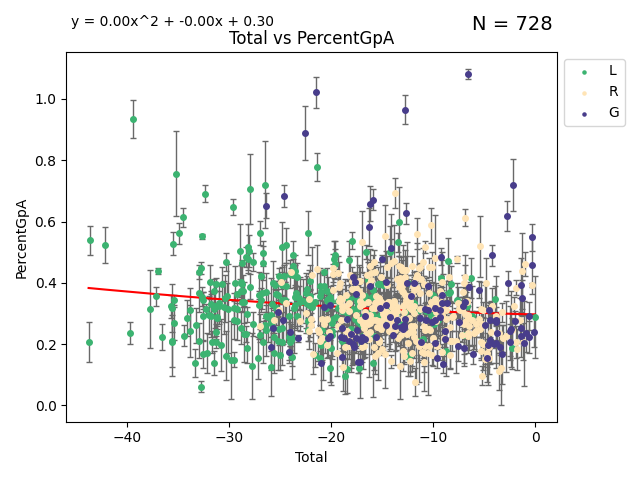 y = 0.00x^2 + -0.00x + 0.30
N = 728
Total vs PercentGpA
L
R
G
1.0
0.8
0.6
0.4
0.2
0.0
PercentGpA
−40
−30
−20
−10
0
Total